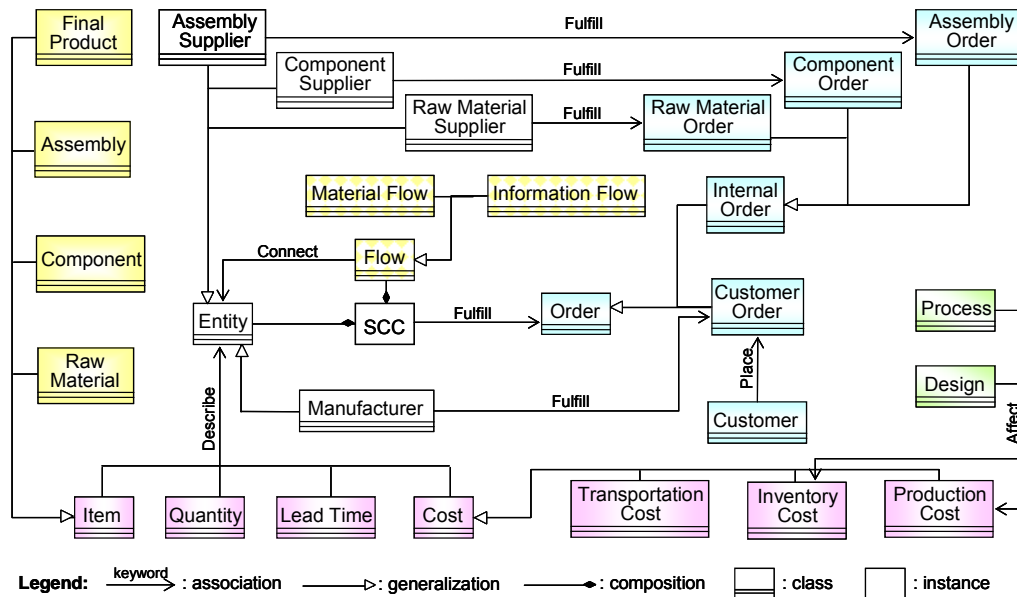 Final
Product
Assembly
Supplier
Fulfill
Assembly
Order
Component
Supplier
Fulfill
Component
Order
Raw Material
Supplier
Fulfill
Raw Material
Order
Assembly
Material Flow
Information Flow
Internal
Order
Component
Connect
Flow
Entity
SCC
Fulfill
Order
Customer
Order
Process
Raw
Material
Describe
Manufacturer
Fulfill
Place
Customer
Design
Affect
Item
Quantity
Lead Time
Cost
Transportation
Cost
Inventory
Cost
Production
Cost
Legend: keyword : association : generalization : composition : class : instance